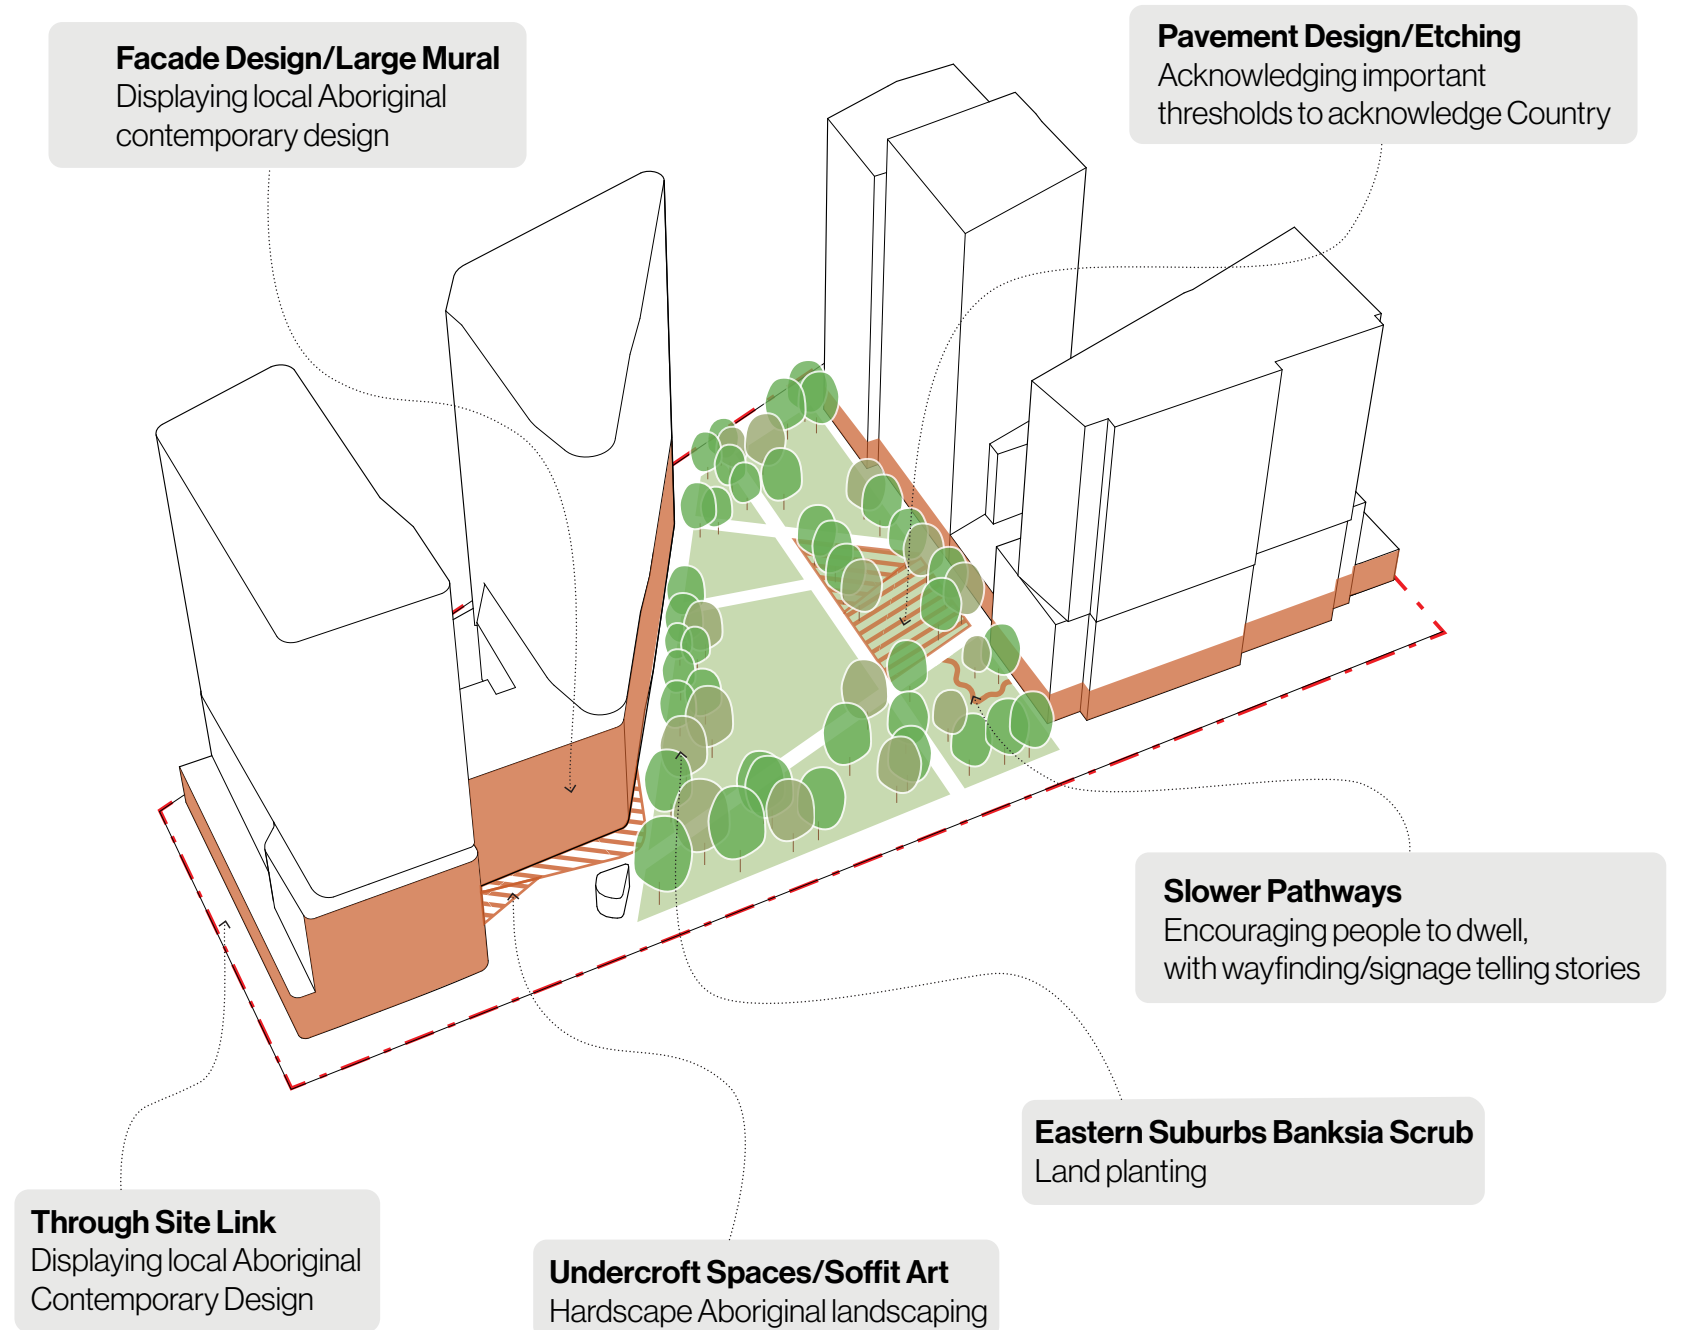 Facade Design/Large Mural
Displaying local Aboriginal
contemporary design
Pavement Design/Etching
Acknowledging important
thresholds to acknowledge Country
Slower Pathways
Encouraging people to dwell,
with wayfinding/signage telling stories
Eastern Suburbs Banksia Scrub
Land planting
Through Site Link
Displaying local Aboriginal
Contemporary Design
Undercroft Spaces/Soffit Art
Hardscape Aboriginal landscaping